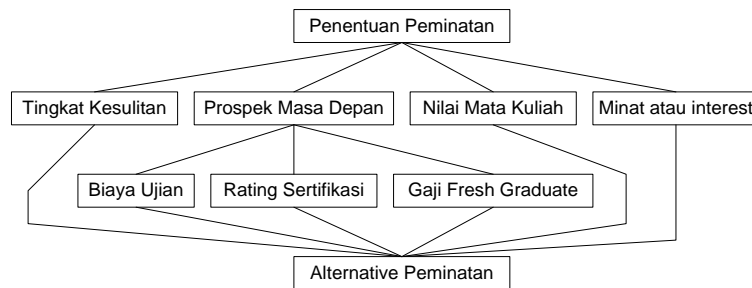 Penentuan Peminatan
Tingkat Kesulitan
Prospek Masa Depan
Nilai Mata Kuliah
Minat atau interest
Biaya Ujian
Rating Sertifikasi
Gaji Fresh Graduate
Alternative Peminatan